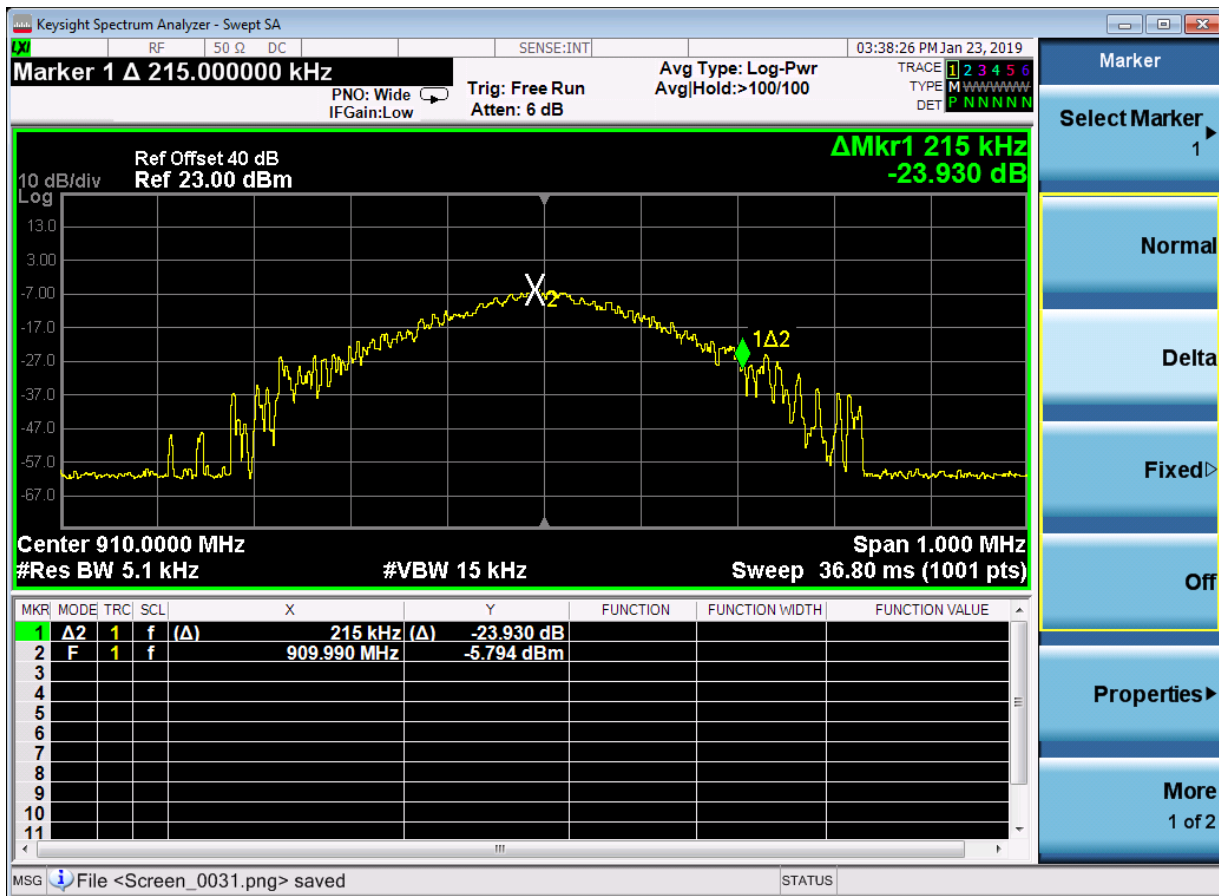 Keysight Spectrum Analyzer - Swept SA
LXI RF 50 Ω DC SENSE:INT 03:38:26 PM Jan 23, 2019
Marker 1 Δ 215.000000 kHz
PNO: Wide
IFGain:Low
Trig: Free Run
Atten: 6 dB
Avg Type: Log-Pwr
Avg|Hold:>100/100
TRACE 1 2 3 4 5 6
TYPE M W W W W W
DET P N N N N N
Ref Offset 40 dB
10 dB/div Ref 23.00 dBm
Log
ΔMkr1 215 kHz
-23.930 dB
13.0
3.00
-7.00
-17.0
-27.0
-37.0
-47.0
-57.0
-67.0
X2
1Δ2
Center 910.0000 MHz Span 1.000 MHz
#Res BW 5.1 kHz #VBW 15 kHz Sweep 36.80 ms (1001 pts)
MKR MODE TRC SCL X Y FUNCTION FUNCTION WIDTH FUNCTION VALUE
1 Δ2 1 f (Δ) 215 kHz (Δ) -23.930 dB
2 F 1 f 909.990 MHz -5.794 dBm
3
4
5
6
7
8
9
10
11
MSG File <Screen_0031.png> saved STATUS
Marker
Select Marker
1
Normal
Delta
Fixed
Off
Properties
More
1 of 2